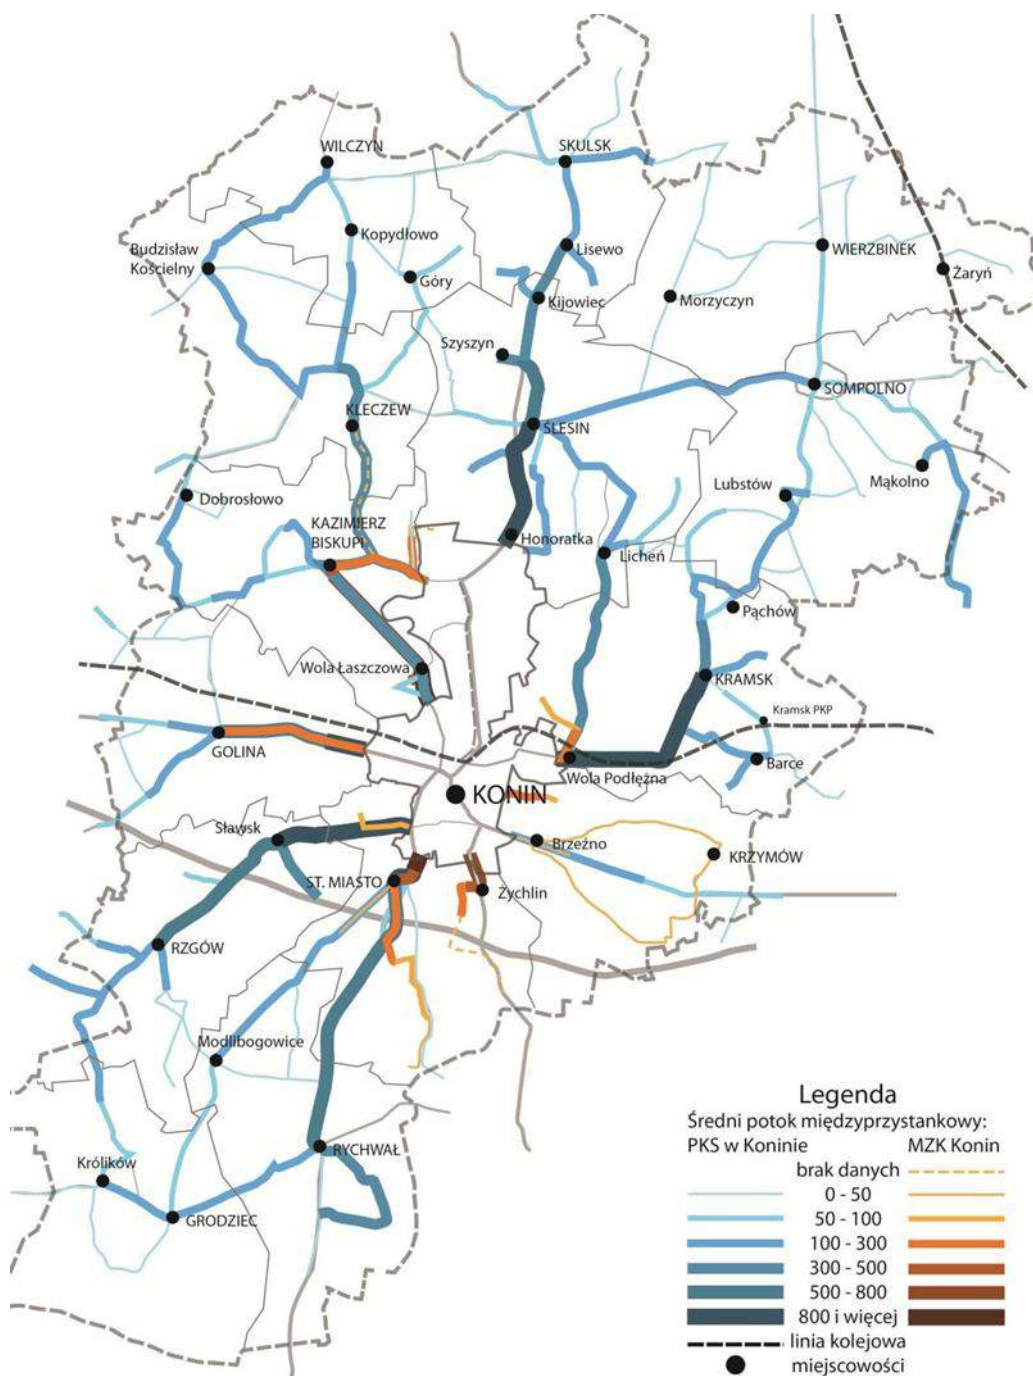 WILCZYN
SKULSK
Kopydłowo
Lisewo
WIERZBINEK
Budzisław
Kościelny
Góry
Żaryń
Kijowiec
Morzyczyn
Szyszyn
SOMPOLNO
KLECZEW
ŚLESIN
Mąkolno
Lubstów
Dobrosłowo
KAZIMIERZ
BISKUPI
Honoratka
Licheń
Pąchów
Wola Łaszczowa
KRAMSK
Kramsk PKP
GOLINA
Wola Podłężna
Barce
KONIN
Sławsk
Brzeźno
KRZYMÓW
ST. MIASTO
Żychlin
RZGÓW
Modlibogowice
RYCHWAŁ
Królików
GRODZIEC
Legenda
Średni potok międzyprzystankowy:
PKS w Koninie MZK Konin
brak danych
0 - 50
50 - 100
100 - 300
300 - 500
500 - 800
800 i więcej
linia kolejowa
miejscowości